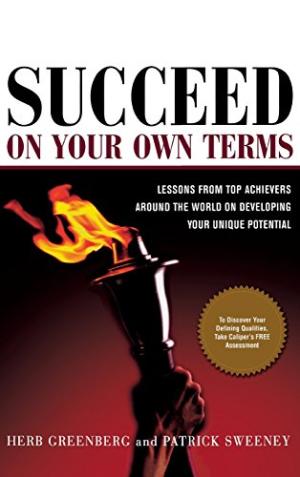 SUCCEED
ON YOUR OWN TERMS
LESSONS FROM TOP ACHIEVERS
AROUND THE WORLD ON DEVELOPING
YOUR UNIQUE POTENTIAL
To Discover Your
Defining Qualities,
Take Caliper's FREE
Assessment
HERB GREENBERG and PATRICK SWEENEY